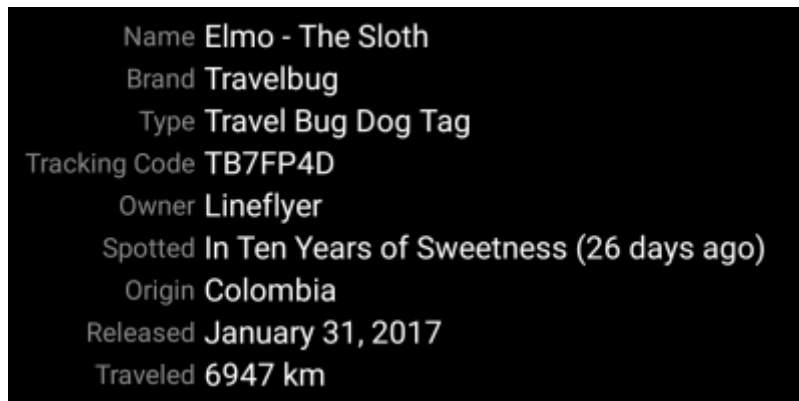 Name Elmo - The Sloth
Brand Travelbug
Type Travel Bug Dog Tag
Tracking Code TB7FP4D
Owner Lineflyer
Spotted In Ten Years of Sweetness (26 days ago)
Origin Colombia
Released January 31, 2017
Traveled 6947 km